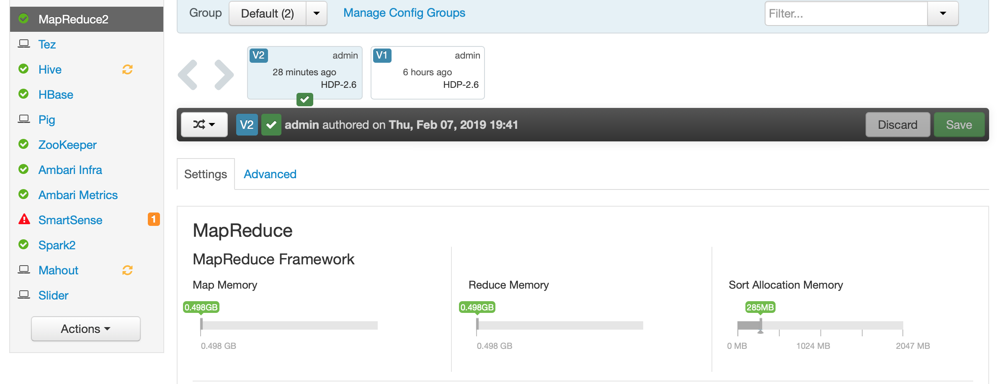 MapReduce2
Tez
Hive
HBase
Pig
ZooKeeper
Ambari Infra
Ambari Metrics
SmartSense 1
Spark2
Mahout
Slider
Actions
Group Default (2) Manage Config Groups Filter...
V2 admin
28 minutes ago
HDP-2.6
V1 admin
6 hours ago
HDP-2.6
V2 admin authored on Thu, Feb 07, 2019 19:41 Discard Save
Settings Advanced
MapReduce
MapReduce Framework
Map Memory
0.498GB
0.498 GB
Reduce Memory
0.498GB
0.498 GB
Sort Allocation Memory
285MB
0 MB 1024 MB 2047 MB